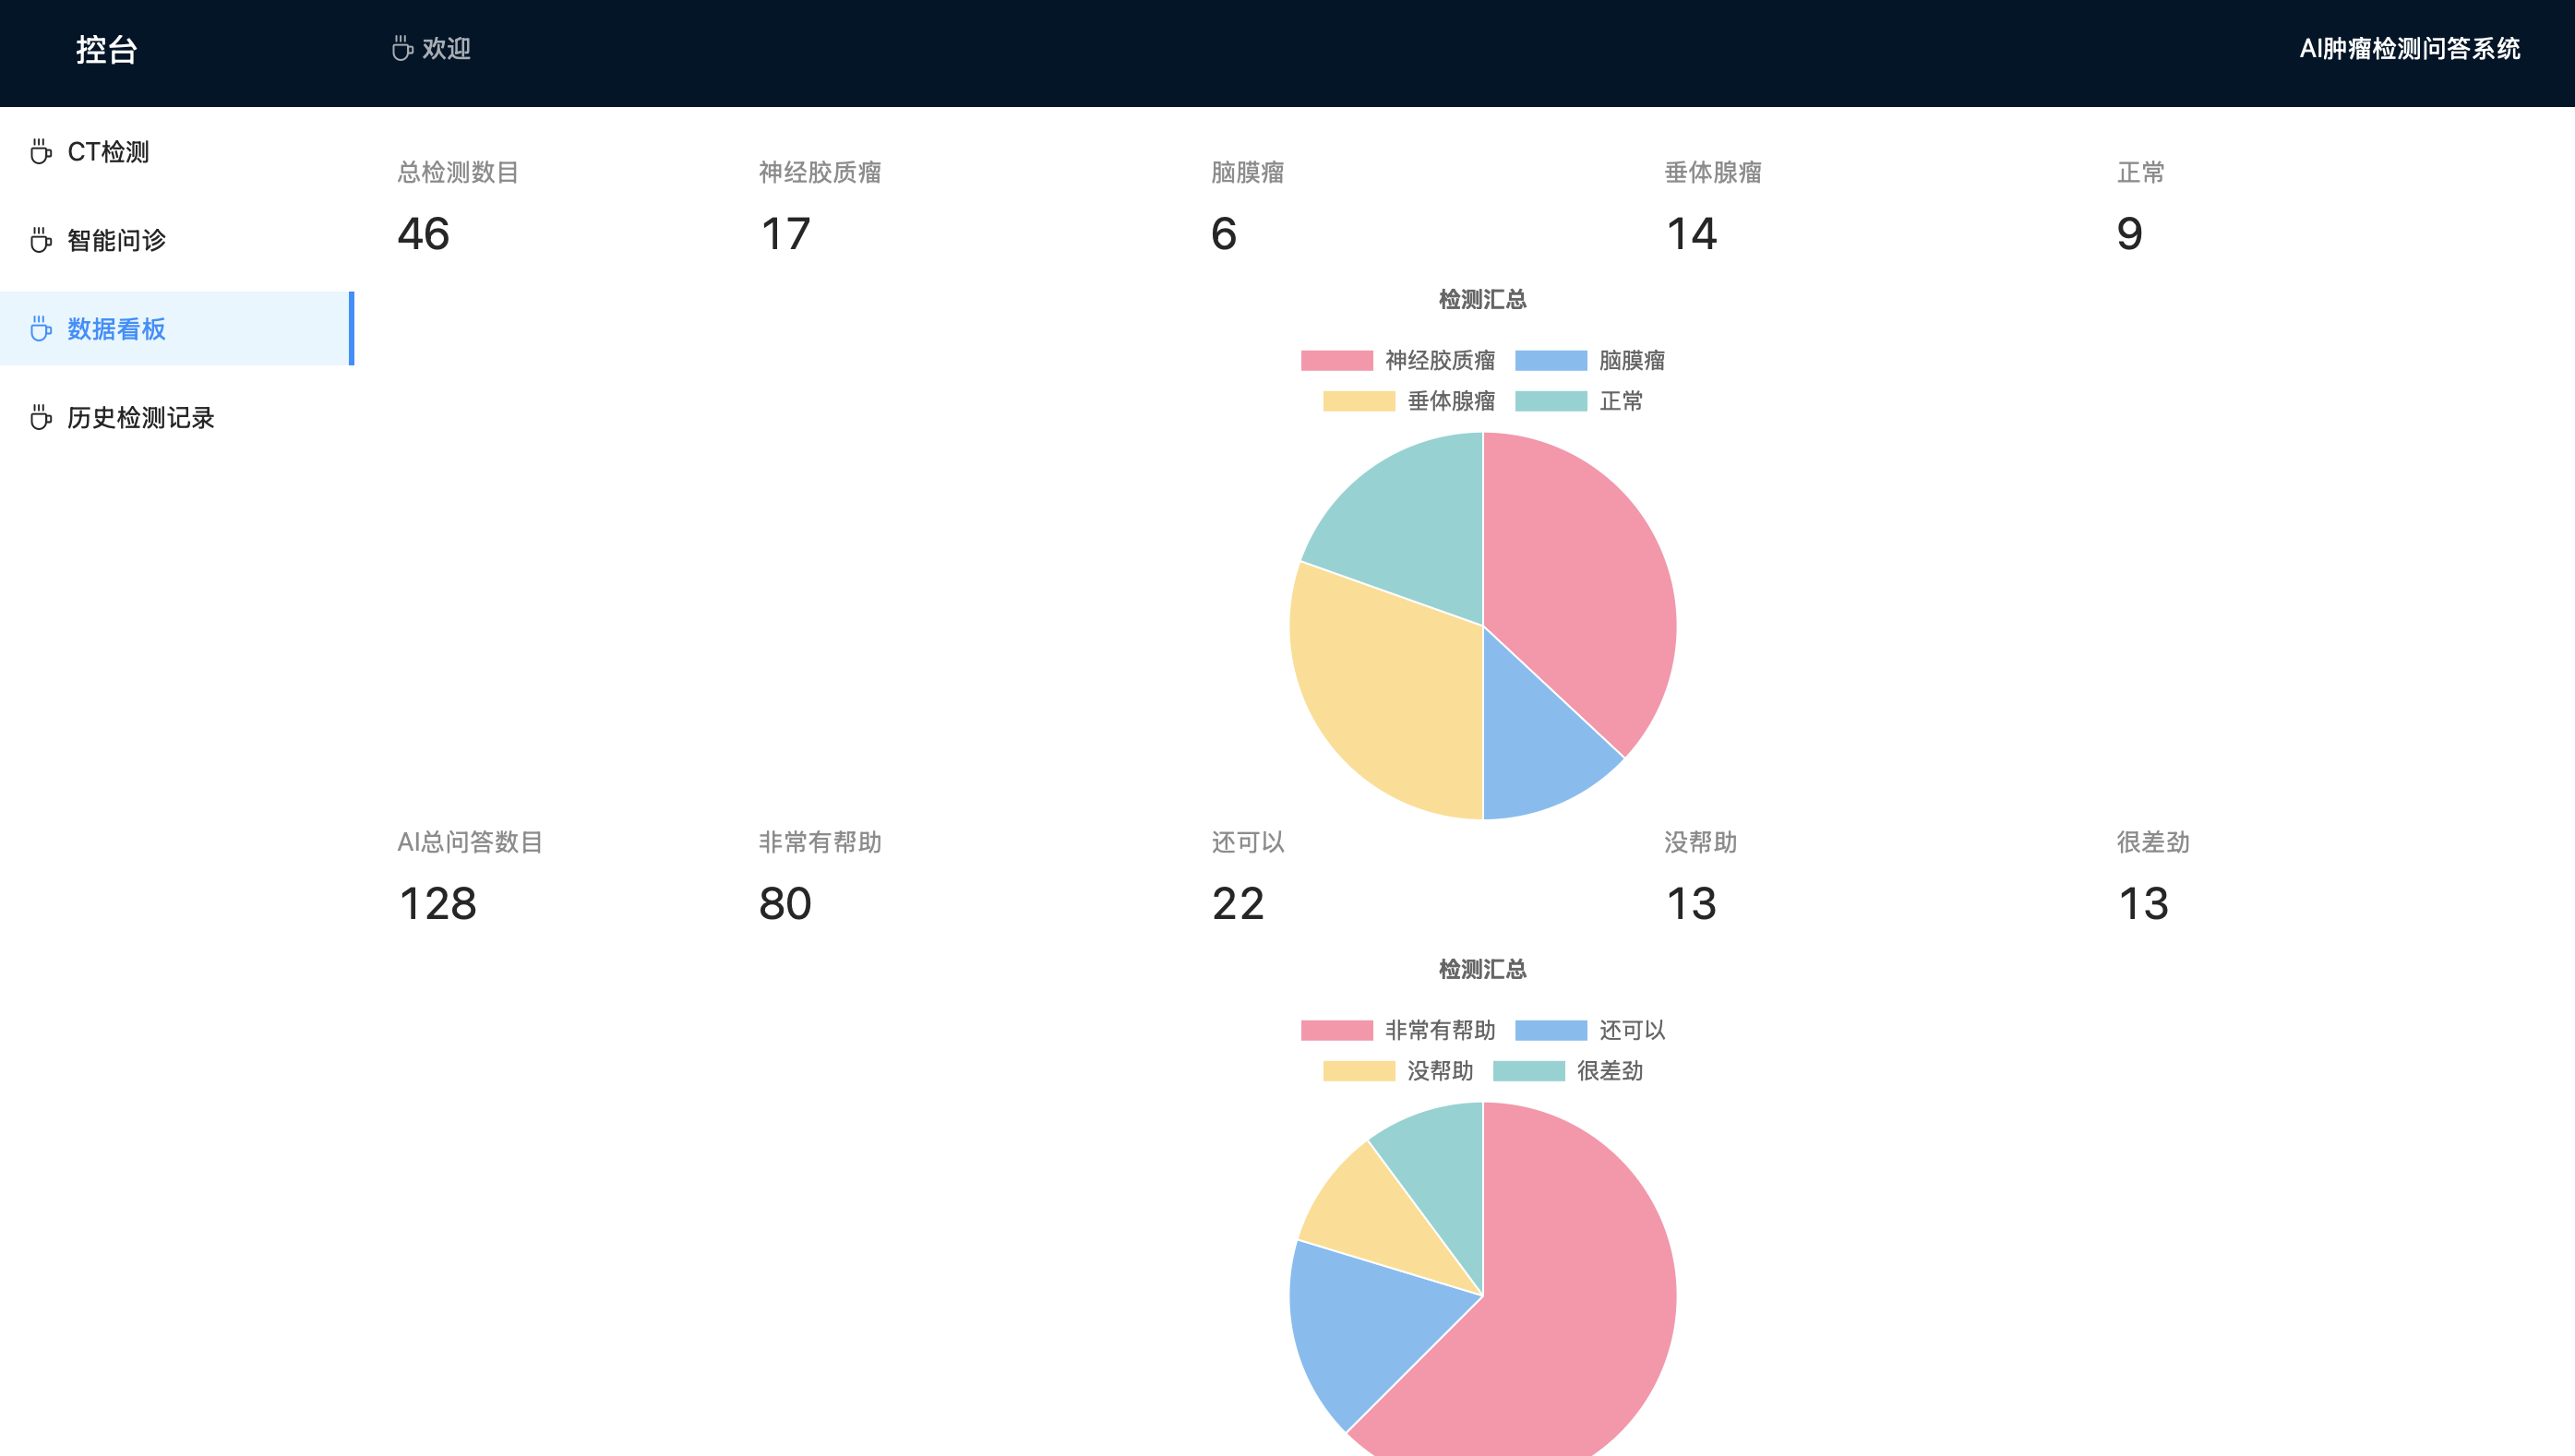 控台
欢迎
AI肿瘤检测问答系统
CT检测
智能问诊
数据看板
历史检测记录
总检测数目 神经胶质瘤 脑膜瘤 垂体腺瘤 正常
46 17 6 14 9
检测汇总
神经胶质瘤 脑膜瘤
垂体腺瘤 正常
AI总问答数目 非常有帮助 还可以 没帮助 很差劲
128 80 22 13 13
检测汇总
非常有帮助 还可以
没帮助 很差劲